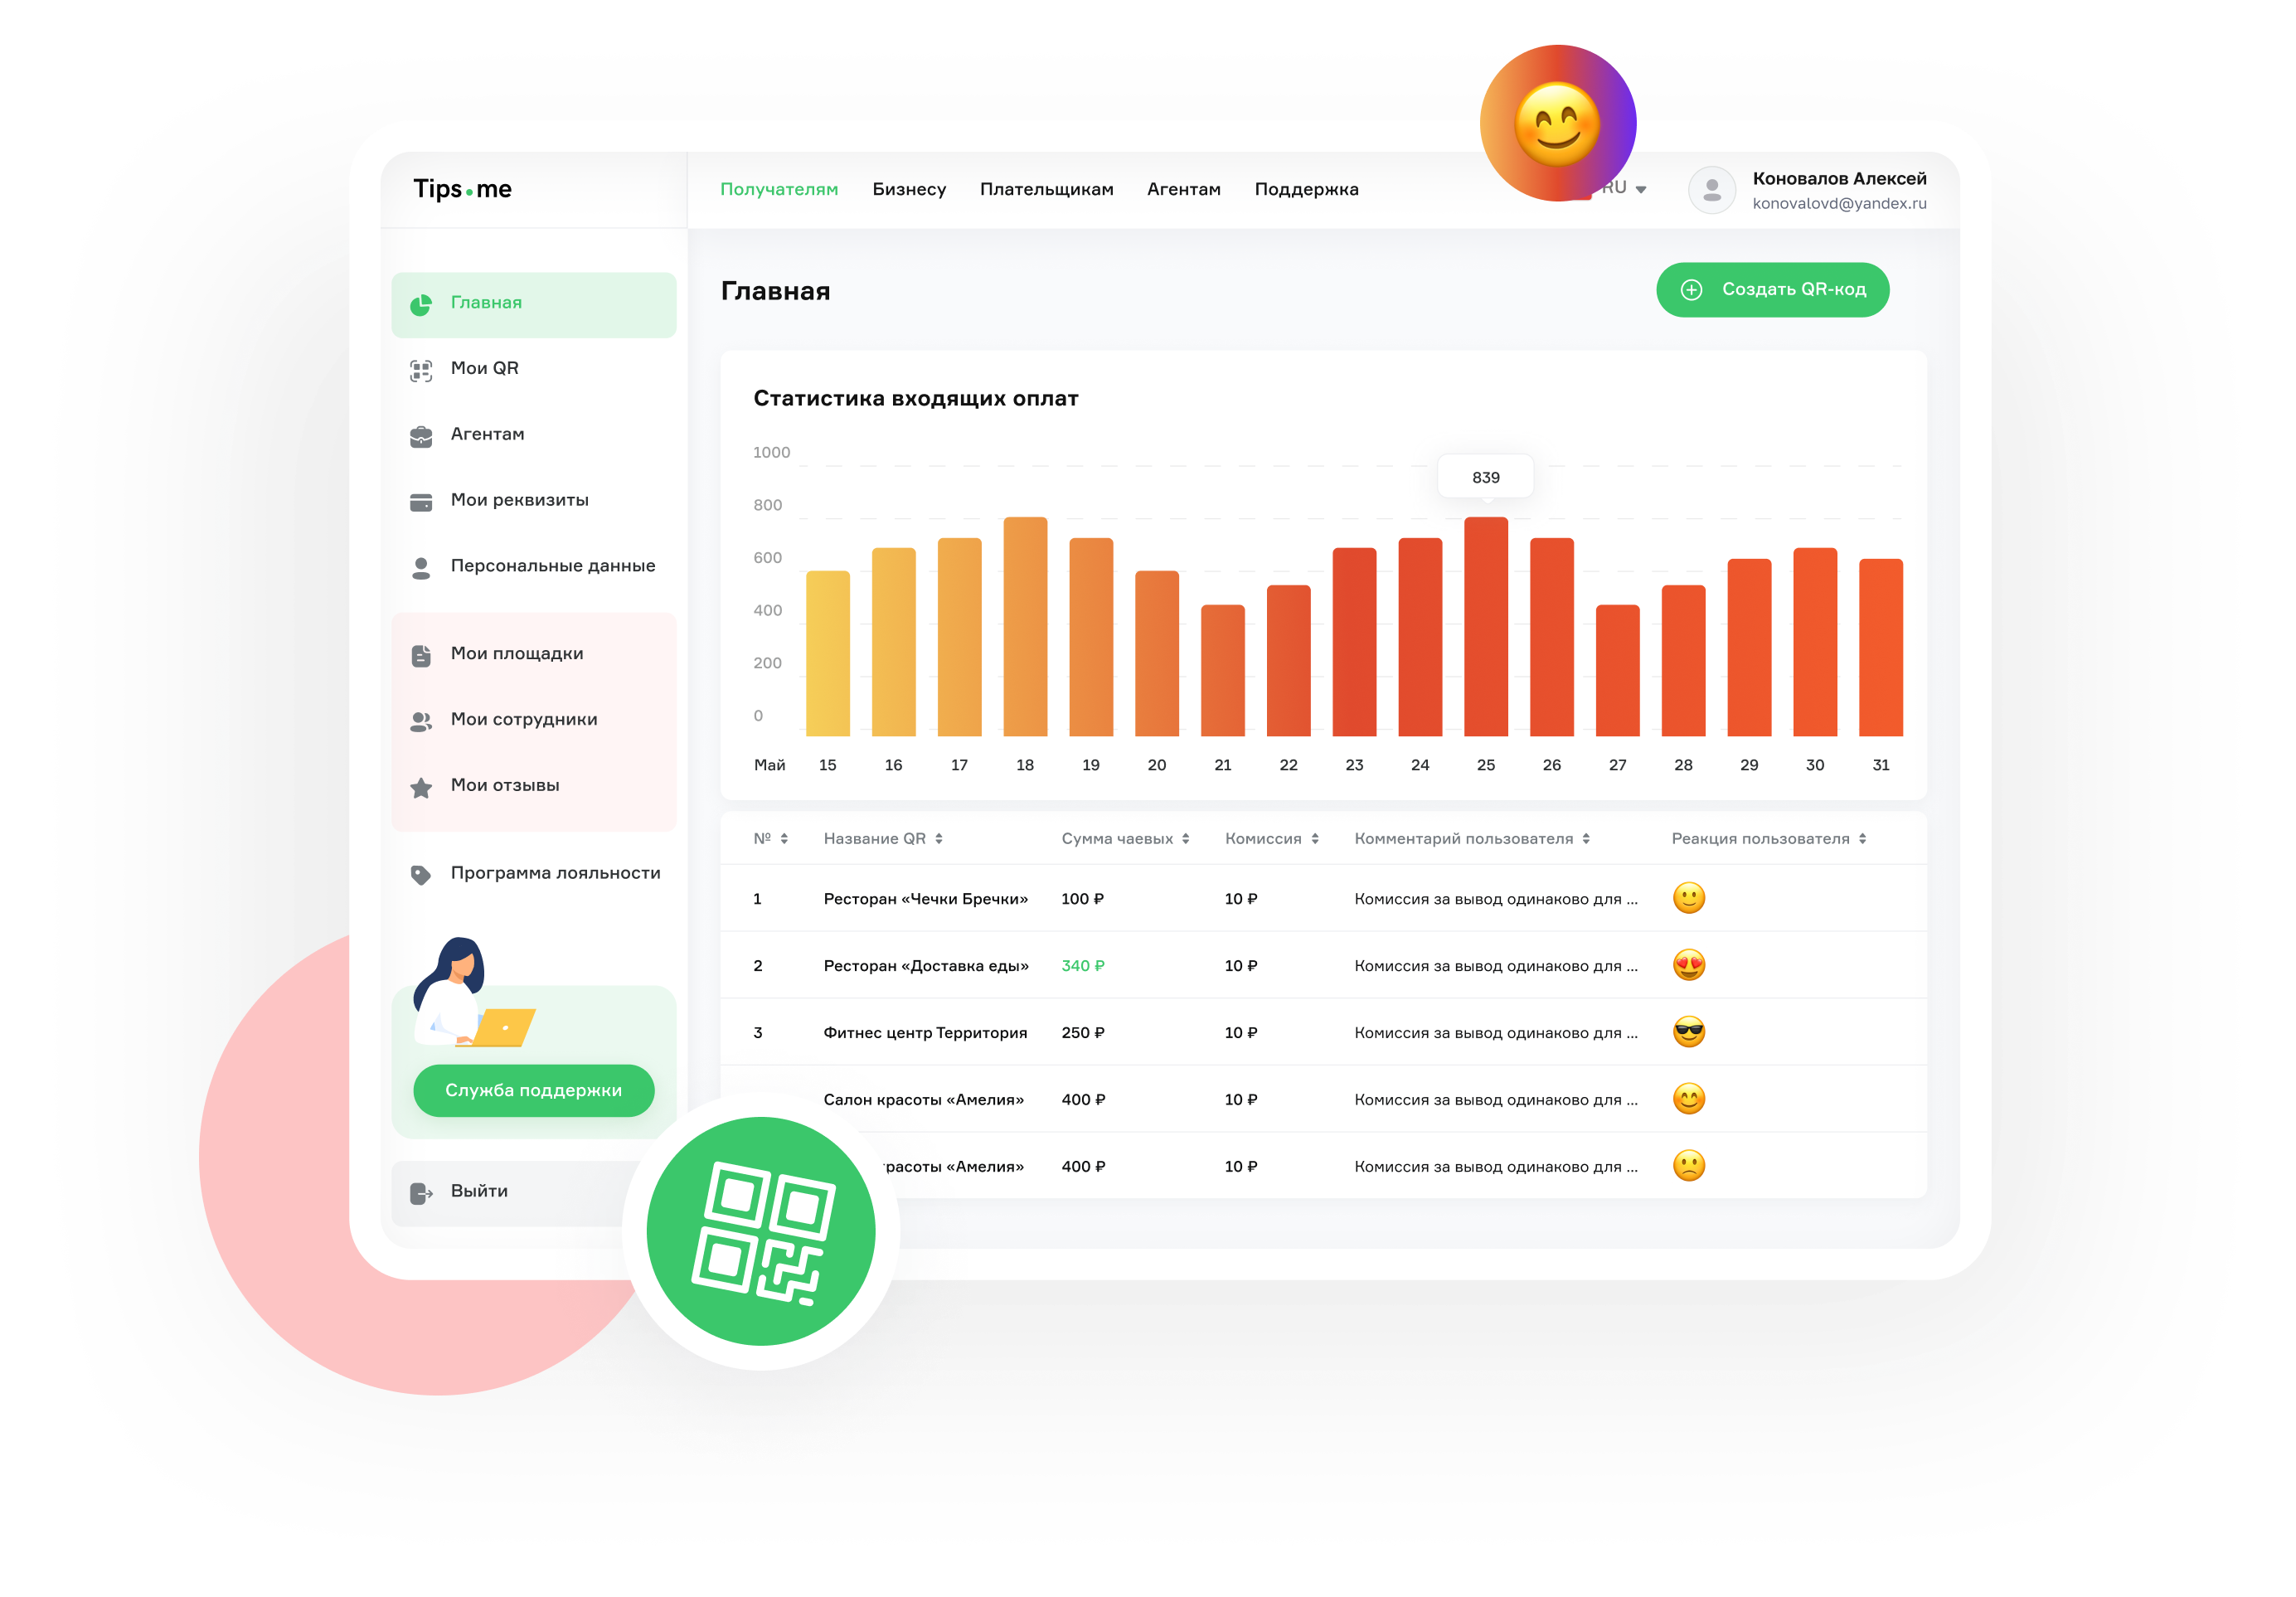 Tips.me
Получателям Бизнесу Плательщикам Агентам Поддержка RU
Коновалов Алексей
konovalovd@yandex.ru
Главная
Мои QR
Агентам
Мои реквизиты
Персональные данные
Мои площадки
Мои сотрудники
Мои отзывы
Программа лояльности
Служба поддержки
Выйти
Главная
Создать QR-код
Статистика входящих оплат
1000
800
600
400
200
0
839
Май 15 16 17 18 19 20 21 22 23 24 25 26 27 28 29 30 31
№ Название QR Сумма чаевых Комиссия Комментарий пользователя Реакция пользователя
1 Ресторан «Чечки Бречки» 100 ₽ 10 ₽ Комиссия за вывод одинаково для ...
2 Ресторан «Доставка еды» 340 ₽ 10 ₽ Комиссия за вывод одинаково для ...
3 Фитнес центр Территория 250 ₽ 10 ₽ Комиссия за вывод одинаково для ...
Салон красоты «Амелия» 400 ₽ 10 ₽ Комиссия за вывод одинаково для ...
красоты «Амелия» 400 ₽ 10 ₽ Комиссия за вывод одинаково для ...